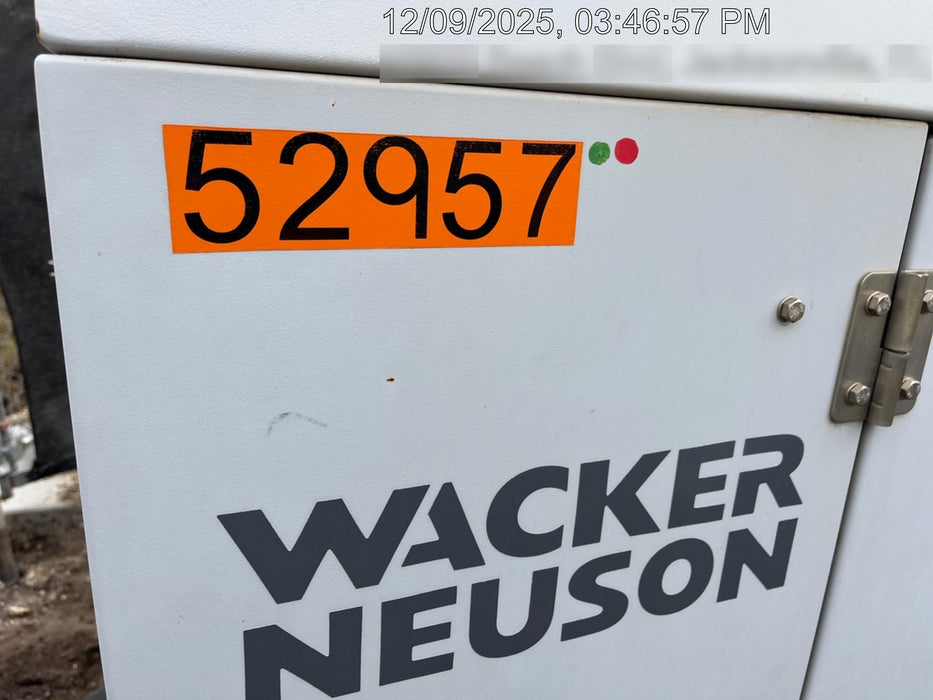 12/09/2025, 03:46:57 PM
52957
WACKER
NEUSON